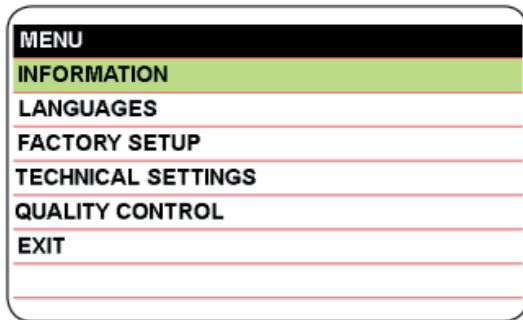 MENU
INFORMATION
LANGUAGES
FACTORY SETUP
TECHNICAL SETTINGS
QUALITY CONTROL
EXIT